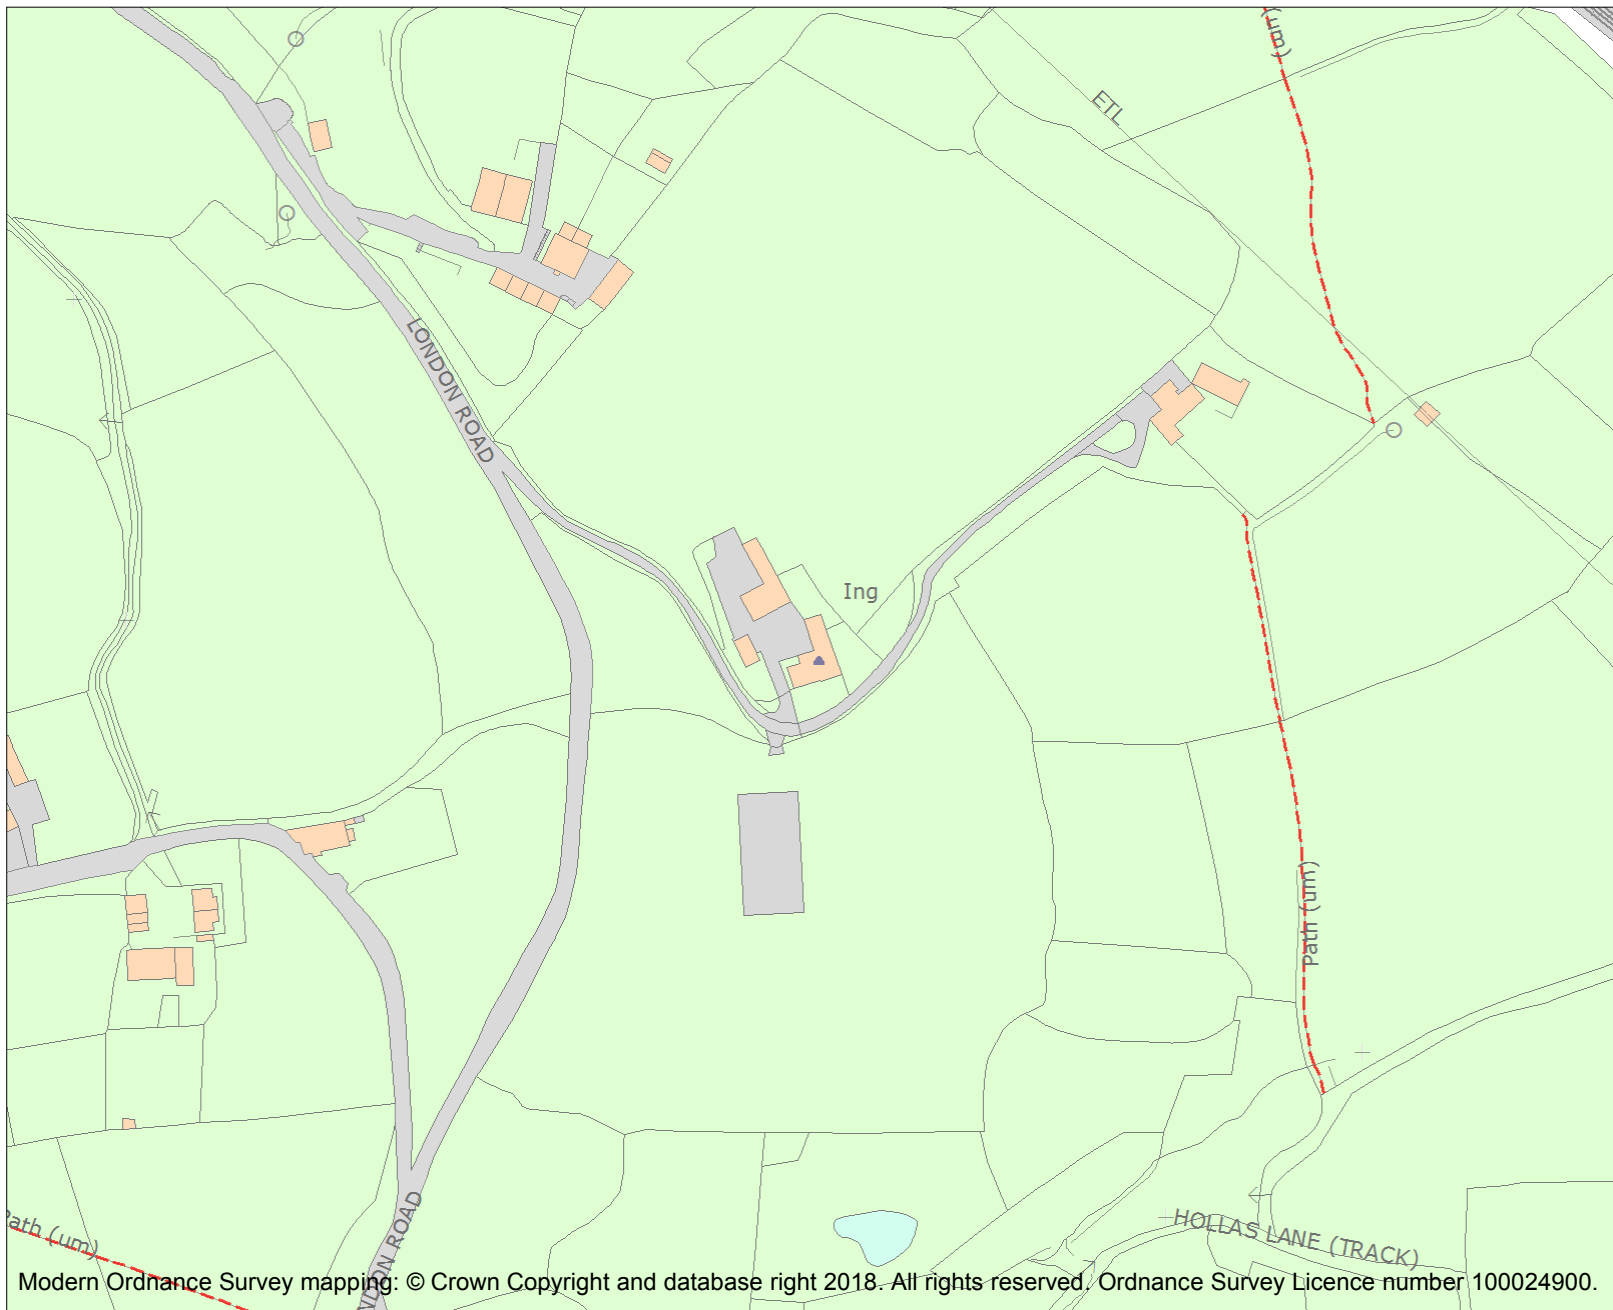 (um)
ETL
LONDON ROAD
Ing
Path (um)
HOLLAS LANE (TRACK)
Path (um)
NDON ROAD
Modern Ordnance Survey mapping: © Crown Copyright and database right 2018. All rights reserved. Ordnance Survey Licence number 100024900.